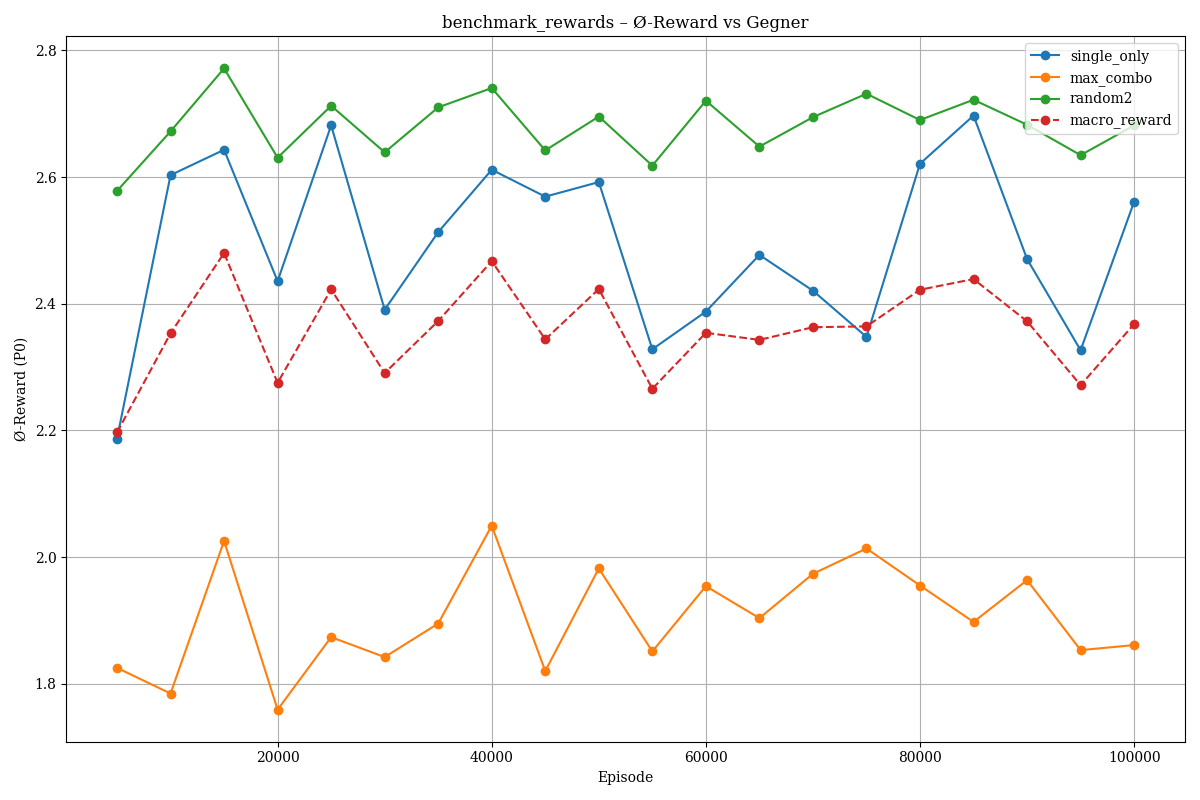 benchmark_rewards – Ø-Reward vs Gegner
2.8
2.6
2.4
2.2
2.0
1.8
Ø-Reward (P0)
single_only
max_combo
random2
macro_reward
20000
40000
60000
80000
100000
Episode